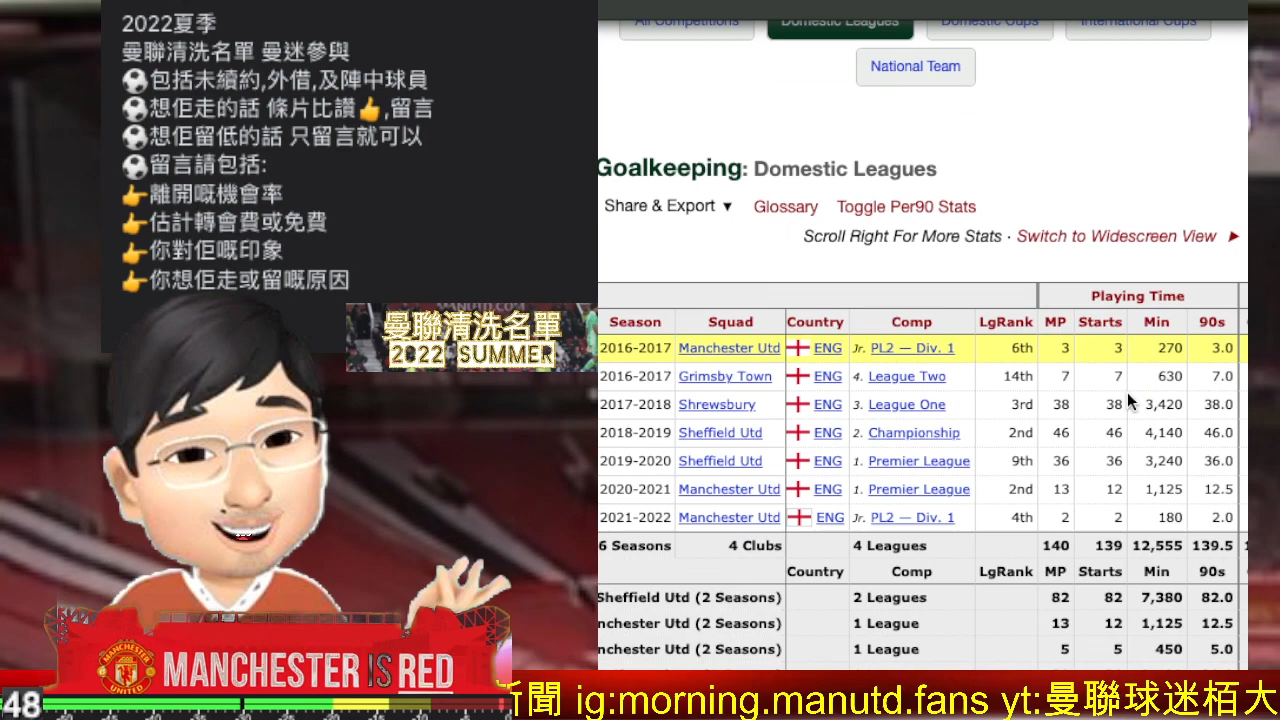 2022夏季
曼聯清洗名單 曼迷參與
⚽包括未續約,外借,及陣中球員
⚽想佢走的話 條片比讚👍,留言
⚽想佢留低的話 只留言就可以
⚽留言請包括:
👉離開嘅機會率
👉估計轉會費或免費
👉你對佢嘅印象
👉你想佢走或留嘅原因
曼聯清洗名單
2022 SUMMER
MANCHESTER IS RED
MANCHESTER UNITED
48
All Competitions Domestic Leagues Domestic Cups International Cups
National Team
Goalkeeping: Domestic Leagues
Share & Export ▼ Glossary Toggle Per90 Stats
Scroll Right For More Stats · Switch to Widescreen View ►
Playing Time
Season Squad Country Comp LgRank MP Starts Min 90s
2016-2017 Manchester Utd ENG Jr. PL2 — Div. 1 6th 3 3 270 3.0
2016-2017 Grimsby Town ENG 4. League Two 14th 7 7 630 7.0
2017-2018 Shrewsbury ENG 3. League One 3rd 38 38 3,420 38.0
2018-2019 Sheffield Utd ENG 2. Championship 2nd 46 46 4,140 46.0
2019-2020 Sheffield Utd ENG 1. Premier League 9th 36 36 3,240 36.0
2020-2021 Manchester Utd ENG 1. Premier League 2nd 13 12 1,125 12.5
2021-2022 Manchester Utd ENG Jr. PL2 — Div. 1 4th 2 2 180 2.0
6 Seasons 4 Clubs 4 Leagues 140 139 12,555 139.5
Country Comp LgRank MP Starts Min 90s
Sheffield Utd (2 Seasons) 2 Leagues 82 82 7,380 82.0
nchester Utd (2 Seasons) 1 League 13 12 1,125 12.5
nchester Utd (2 Seasons) 1 League 5 5 450 5.0
新聞 ig:morning.manutd.fans yt:曼聯球迷栢大